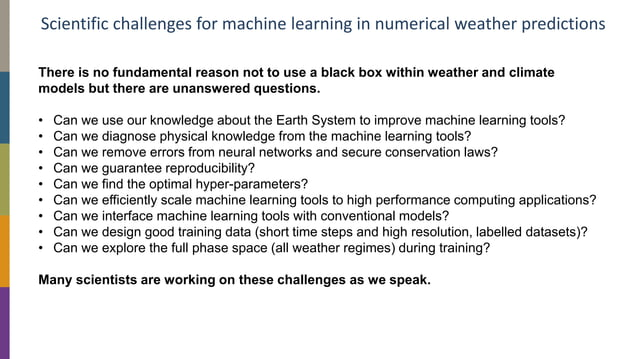 Scientific challenges for machine learning in numerical weather predictions
There is no fundamental reason not to use a black box within weather and climate
models but there are unanswered questions.
• Can we use our knowledge about the Earth System to improve machine learning tools?
• Can we diagnose physical knowledge from the machine learning tools?
• Can we remove errors from neural networks and secure conservation laws?
• Can we guarantee reproducibility?
• Can we find the optimal hyper-parameters?
• Can we efficiently scale machine learning tools to high performance computing applications?
• Can we interface machine learning tools with conventional models?
• Can we design good training data (short time steps and high resolution, labelled datasets)?
• Can we explore the full phase space (all weather regimes) during training?
Many scientists are working on these challenges as we speak.